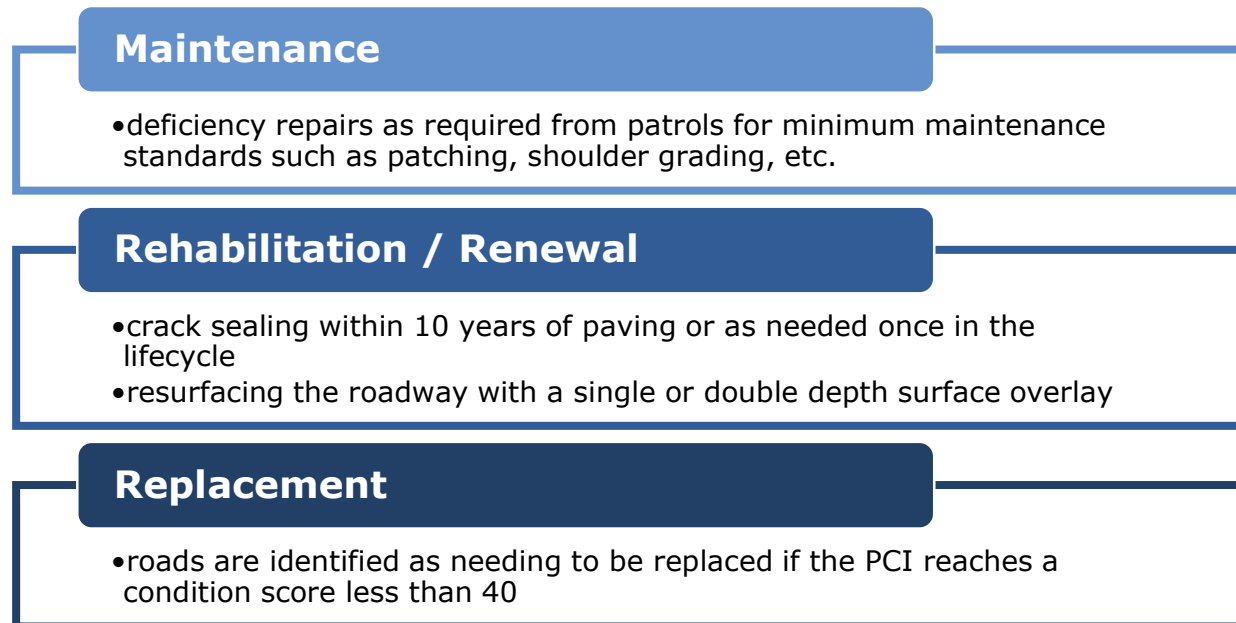 Maintenance
•deficiency repairs as required from patrols for minimum maintenance
standards such as patching, shoulder grading, etc.
Rehabilitation / Renewal
•crack sealing within 10 years of paving or as needed once in the
lifecycle
•resurfacing the roadway with a single or double depth surface overlay
Replacement
•roads are identified as needing to be replaced if the PCI reaches a
condition score less than 40